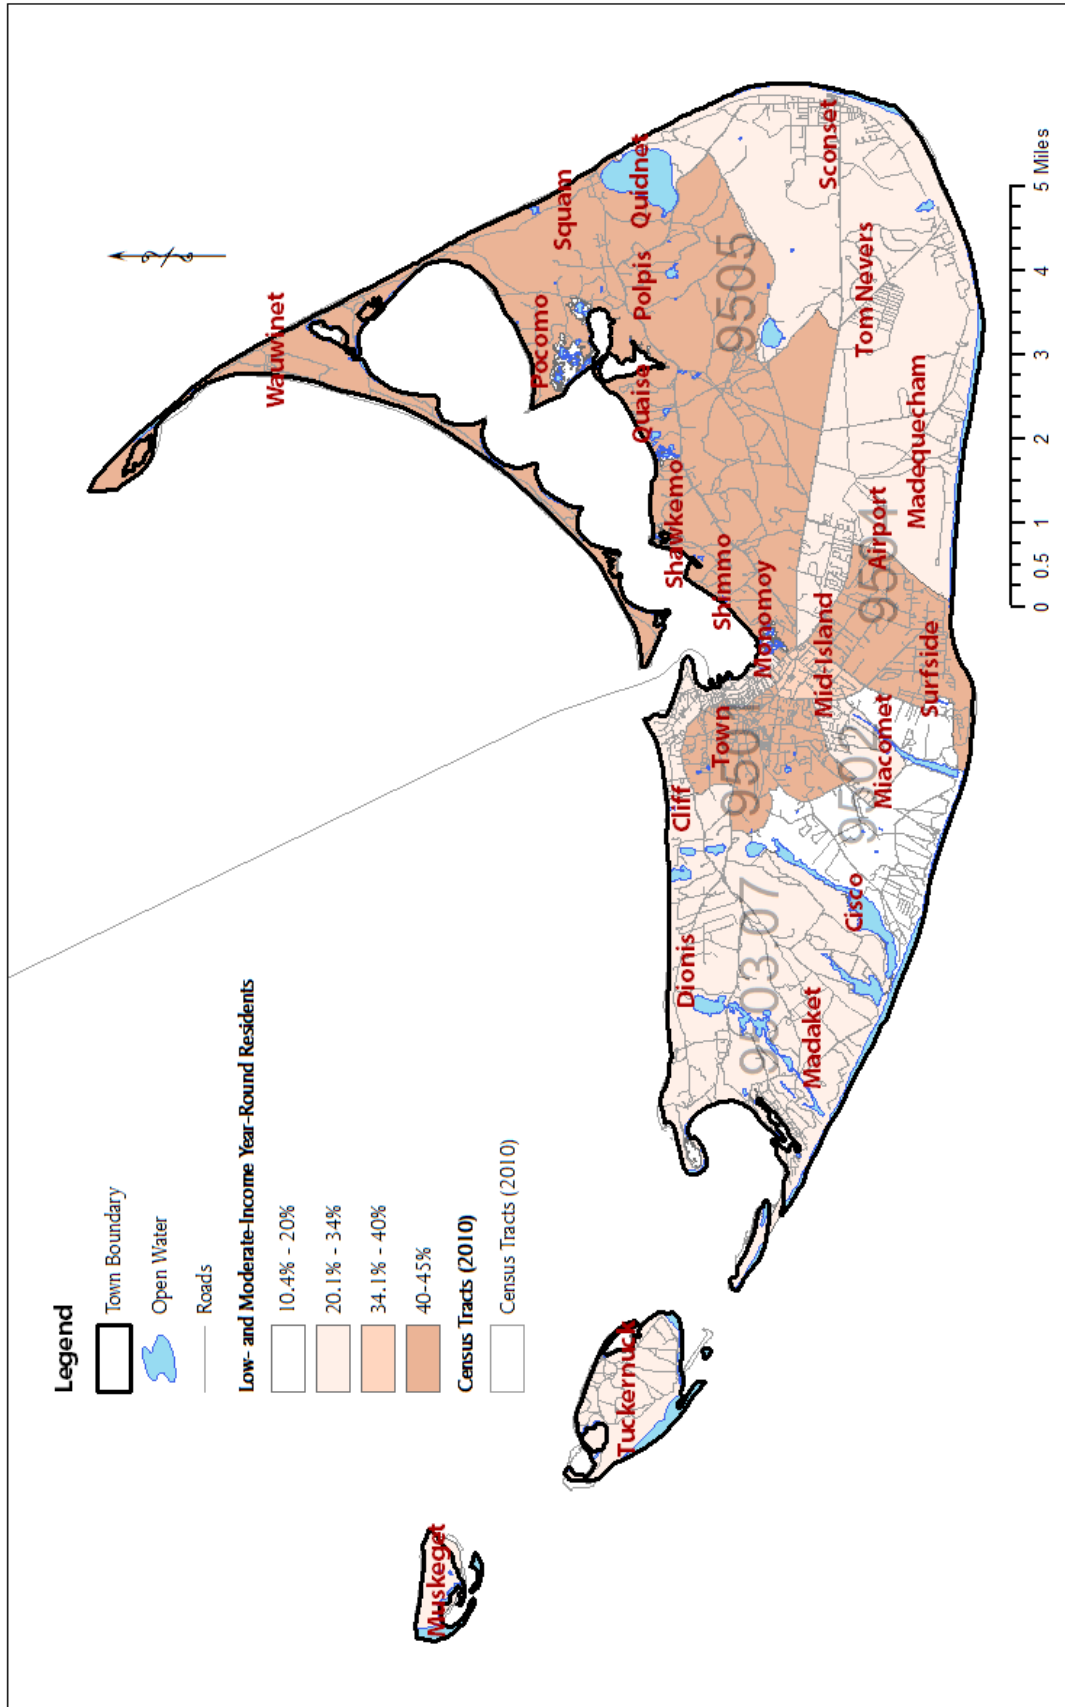 Legend
Town Boundary
Open Water
Roads
Low- and Moderate-Income Year-Round Residents
10.4% - 20%
20.1% - 34%
34.1% - 40%
40-45%
Census Tracts (2010)
Census Tracts (2010)
Muskeget
Tuckernuck
Wauwinet
Squam
Pocomo
Quidnet
Polpis
Quaise
Shawkemo
Shimmo
9505
Monomoy
Town
9501
Cliff
Dionis
9503.07
Madaket
Cisco
Mid-Island
9502
Miacomet
Surfside
Airport
9504
Madequecham
Tom Nevers
Sconset
0 0.5 1 2 3 4 5 Miles